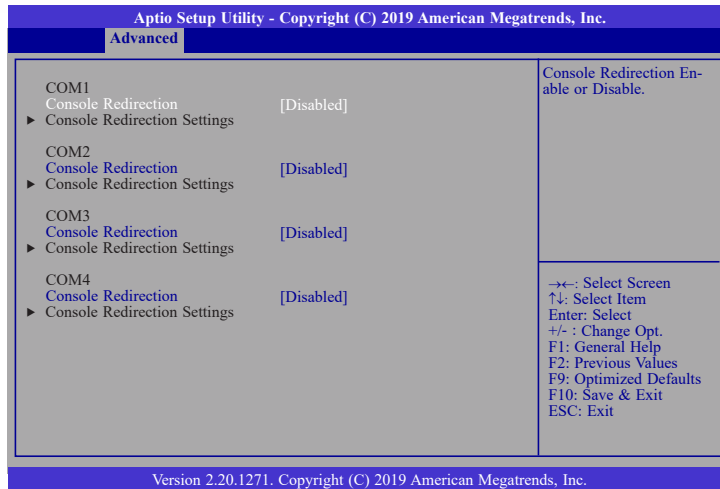 Aptio Setup Utility - Copyright (C) 2019 American Megatrends, Inc.
Advanced
COM1
Console Redirection [Disabled]
► Console Redirection Settings
COM2
Console Redirection [Disabled]
► Console Redirection Settings
COM3
Console Redirection [Disabled]
► Console Redirection Settings
COM4
Console Redirection [Disabled]
► Console Redirection Settings
Console Redirection En-
able or Disable.
→←: Select Screen
↑↓: Select Item
Enter: Select
+/- : Change Opt.
F1: General Help
F2: Previous Values
F9: Optimized Defaults
F10: Save & Exit
ESC: Exit
Version 2.20.1271. Copyright (C) 2019 American Megatrends, Inc.